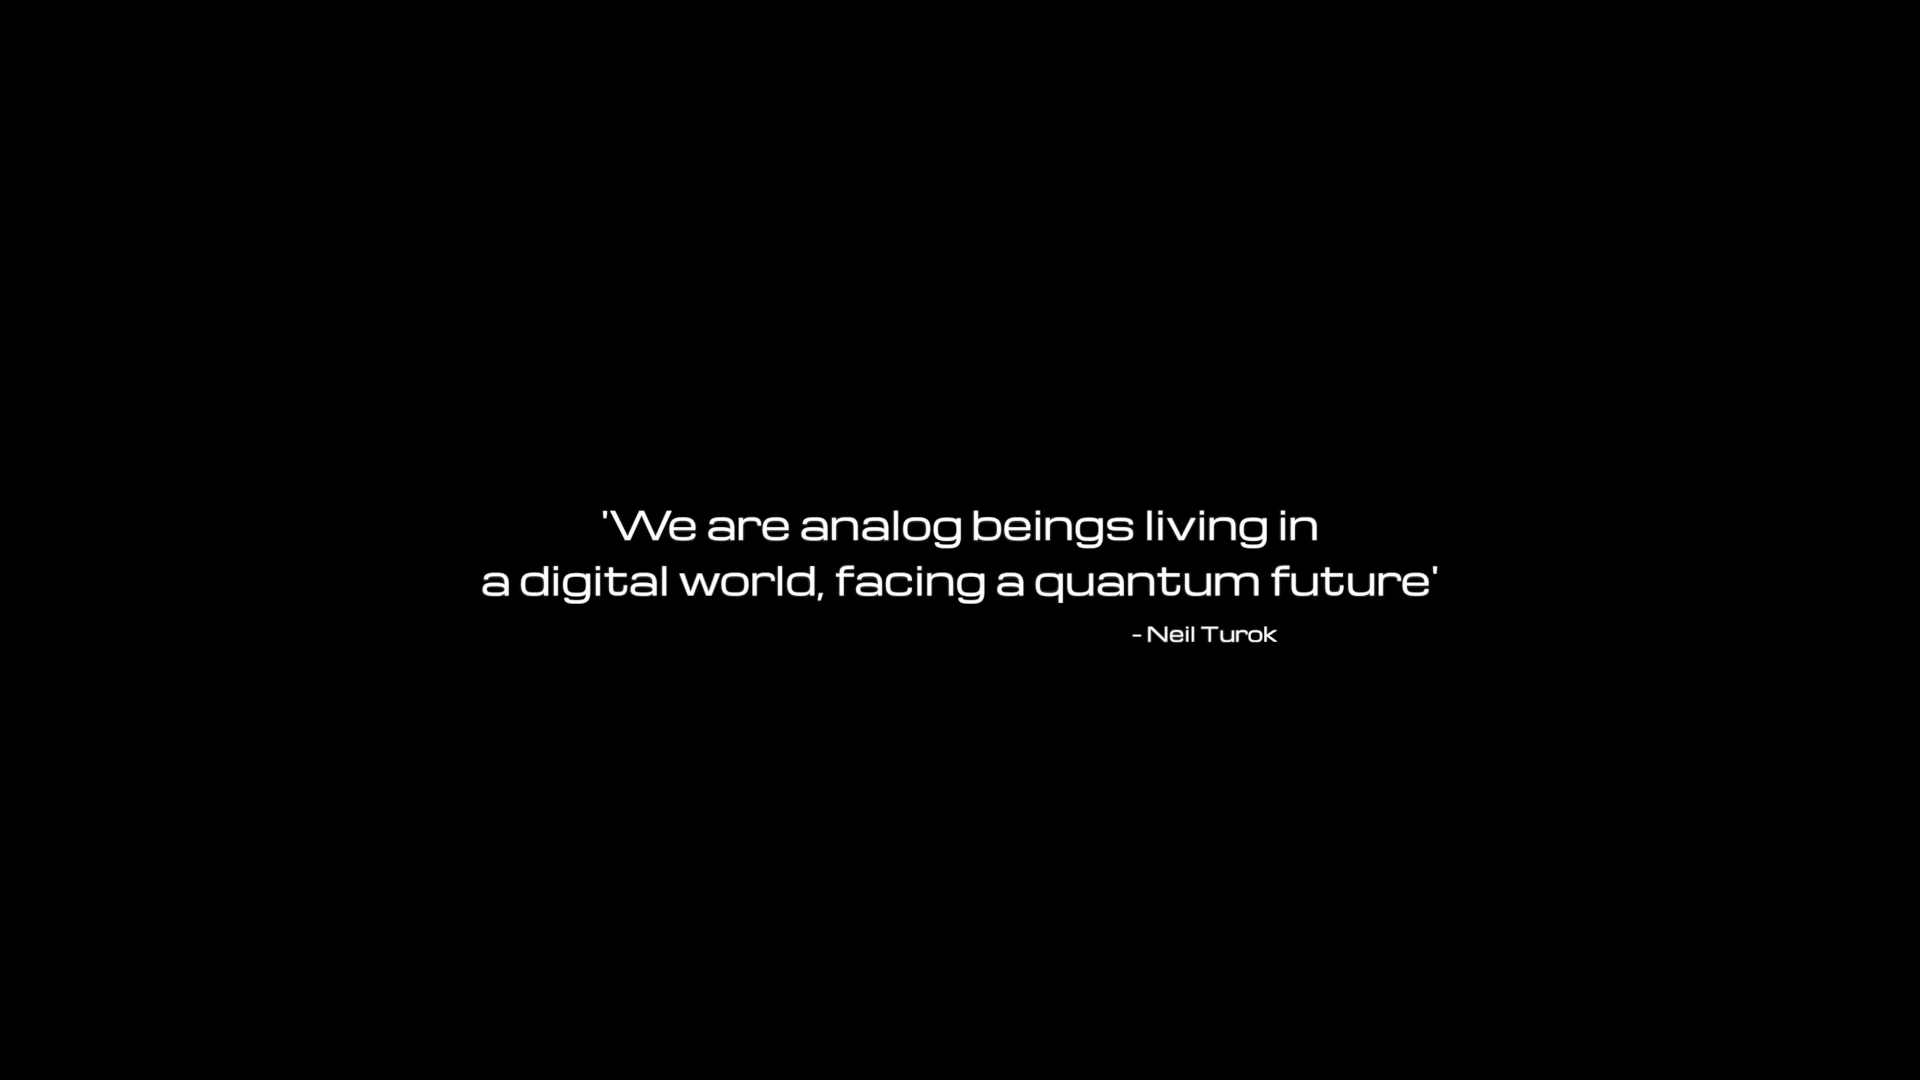 'We are analog beings living in
a digital world, facing a quantum future'
- Neil Turok